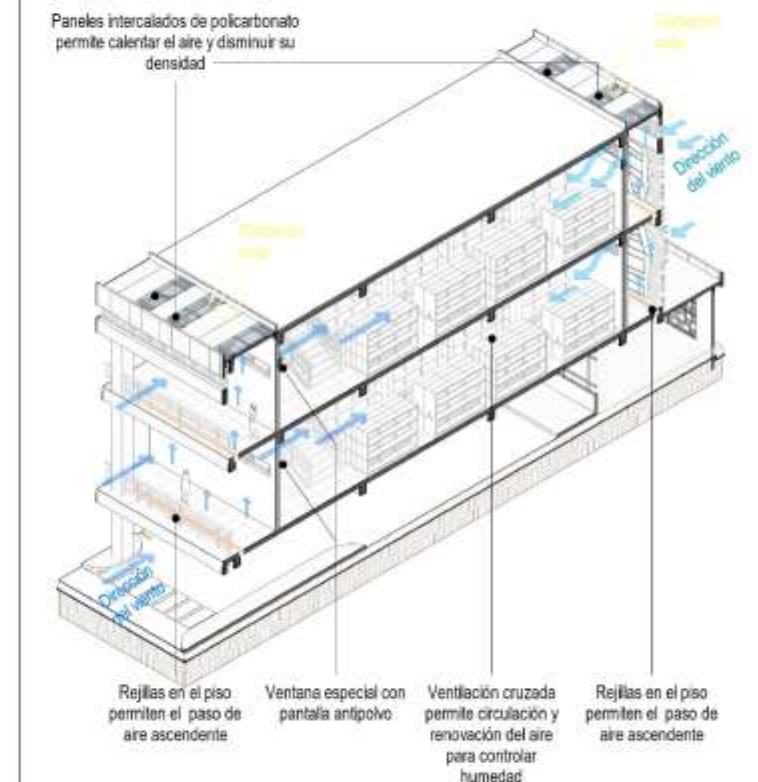 Paneles intercalados de policarbonato
permite calentar el aire y disminuir su
densidad
Dirección
del viento
Dirección
del viento
Rejillas en el piso
permiten el paso de
aire ascendente
Ventana especial con
pantalla antipolvo
Ventilación cruzada
permite circulación y
renovación del aire
para controlar
humedad
Rejillas en el piso
permiten el paso de
aire ascendente